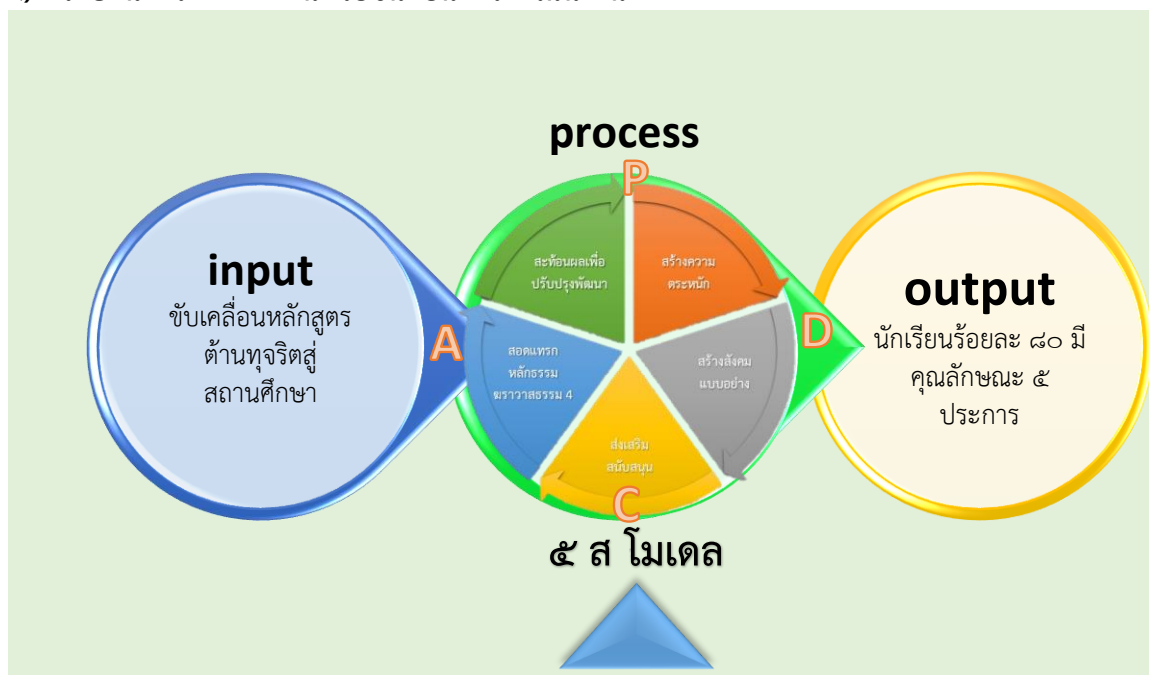 process
P
input
ขับเคลื่อนหลักสูตร
ต้านทุจริตสู่
สถานศึกษา
A
สะท้อนผลเพื่อ
ปรับปรุงพัฒนา
สร้างความ
ตระหนัก
สอดแทรก
หลักธรรม
ฆราวาสธรรม 4
สร้างสังคม
แบบอย่าง
ส่งเสริม
สนับสนุน
D
C
output
นักเรียนร้อยละ ๘๐ มี
คุณลักษณะ ๕
ประการ
๕ ส โมเดล